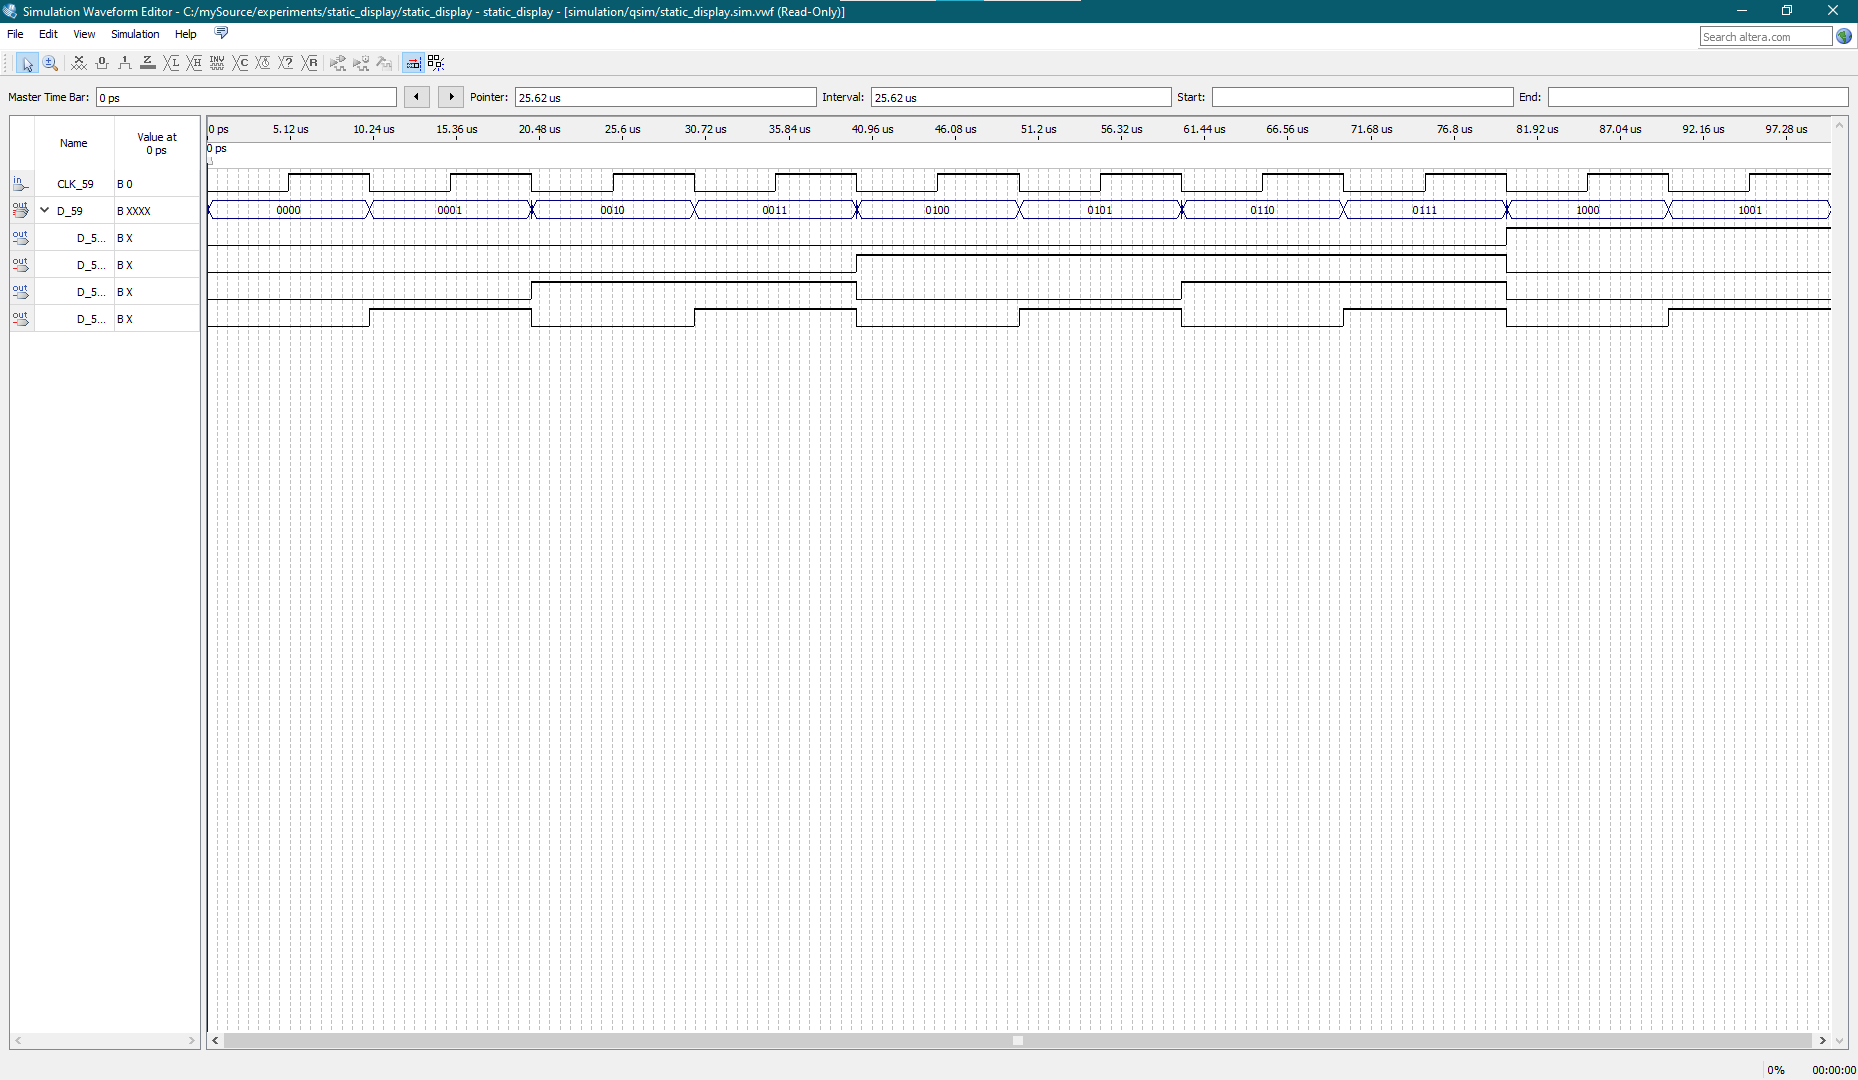 Simulation Waveform Editor - C:/mySource/experiments/static_display/static_display - static_display - [simulation/qsim/static_display.sim.vwf (Read-Only)]
File Edit View Simulation Help
Search altera.com
Master Time Bar: 0 ps Pointer: 25.62 us Interval: 25.62 us Start: End:
Name Value at 0 ps
0 ps 5.12 us 10.24 us 15.36 us 20.48 us 25.6 us 30.72 us 35.84 us 40.96 us 46.08 us 51.2 us 56.32 us 61.44 us 66.56 us 71.68 us 76.8 us 81.92 us 87.04 us 92.16 us 97.28 us
0 ps
in CLK_59 B 0
out D_59 B XXXX 0000 0001 0010 0011 0100 0101 0110 0111 1000 1001
out D_5... B X
out D_5... B X
out D_5... B X
out D_5... B X
0% 00:00:00